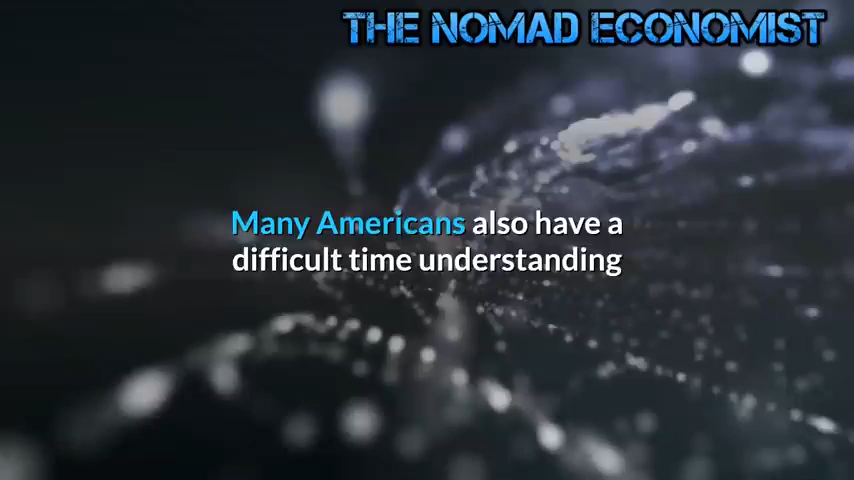 THE NOMAD ECONOMIST
Many Americans also have a
difficult time understanding